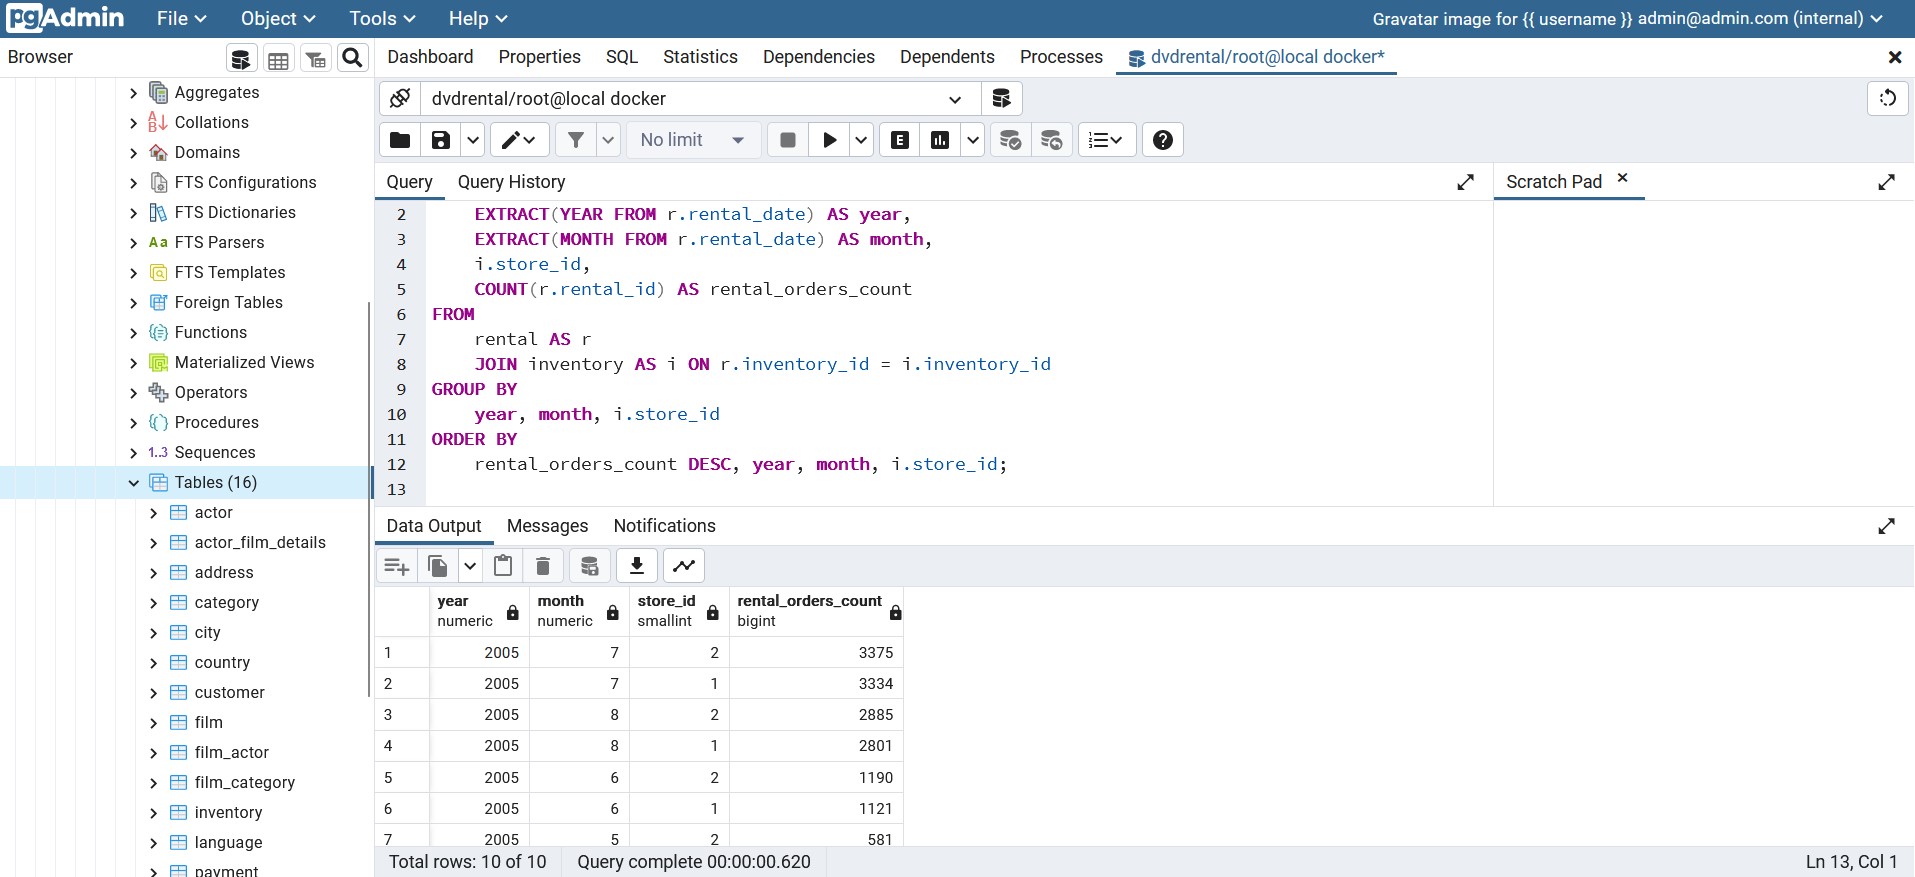 pgAdmin File Object Tools Help Gravatar image for {{ username }} admin@admin.com (internal)
Browser
Dashboard Properties SQL Statistics Dependencies Dependents Processes dvdrental/root@local docker*
Aggregates
Collations
Domains
FTS Configurations
FTS Dictionaries
Aa FTS Parsers
FTS Templates
Foreign Tables
Functions
Materialized Views
Operators
Procedures
1..3 Sequences
Tables (16)
actor
actor_film_details
address
category
city
country
customer
film
film_actor
film_category
inventory
language
payment
dvdrental/root@local docker
No limit
E
Query Query History
Scratch Pad
2 EXTRACT(YEAR FROM r.rental_date) AS year,
3 EXTRACT(MONTH FROM r.rental_date) AS month,
4 i.store_id,
5 COUNT(r.rental_id) AS rental_orders_count
6 FROM
7 rental AS r
8 JOIN inventory AS i ON r.inventory_id = i.inventory_id
9 GROUP BY
10 year, month, i.store_id
11 ORDER BY
12 rental_orders_count DESC, year, month, i.store_id;
13
Data Output Messages Notifications
year month store_id rental_orders_count
numeric numeric smallint bigint
1 2005 7 2 3375
2 2005 7 1 3334
3 2005 8 2 2885
4 2005 8 1 2801
5 2005 6 2 1190
6 2005 6 1 1121
7 2005 5 2 581
Total rows: 10 of 10 Query complete 00:00:00.620 Ln 13, Col 1